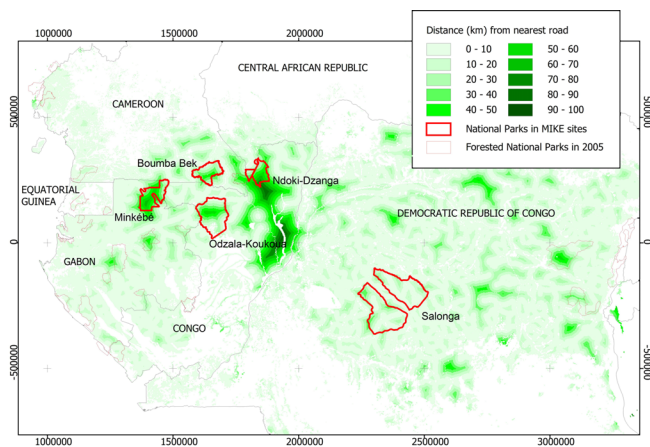 Distance (km) from nearest road
0 - 10
10 - 20
20 - 30
30 - 40
40 - 50
50 - 60
60 - 70
70 - 80
80 - 90
90 - 100
National Parks in MIKE sites
Forested National Parks in 2005
1000000 1500000 2000000
CENTRAL AFRICAN REPUBLIC
500000
CAMEROON
Boumba Bek
Ndoki-Dzanga
EQUATORIAL
GUINEA
Minkébé
DEMOCRATIC REPUBLIC OF CONGO
0 0
Odzala-Kokoua
GABON
Salonga
CONGO
-500000
1000000 1500000 2000000 2500000 3000000